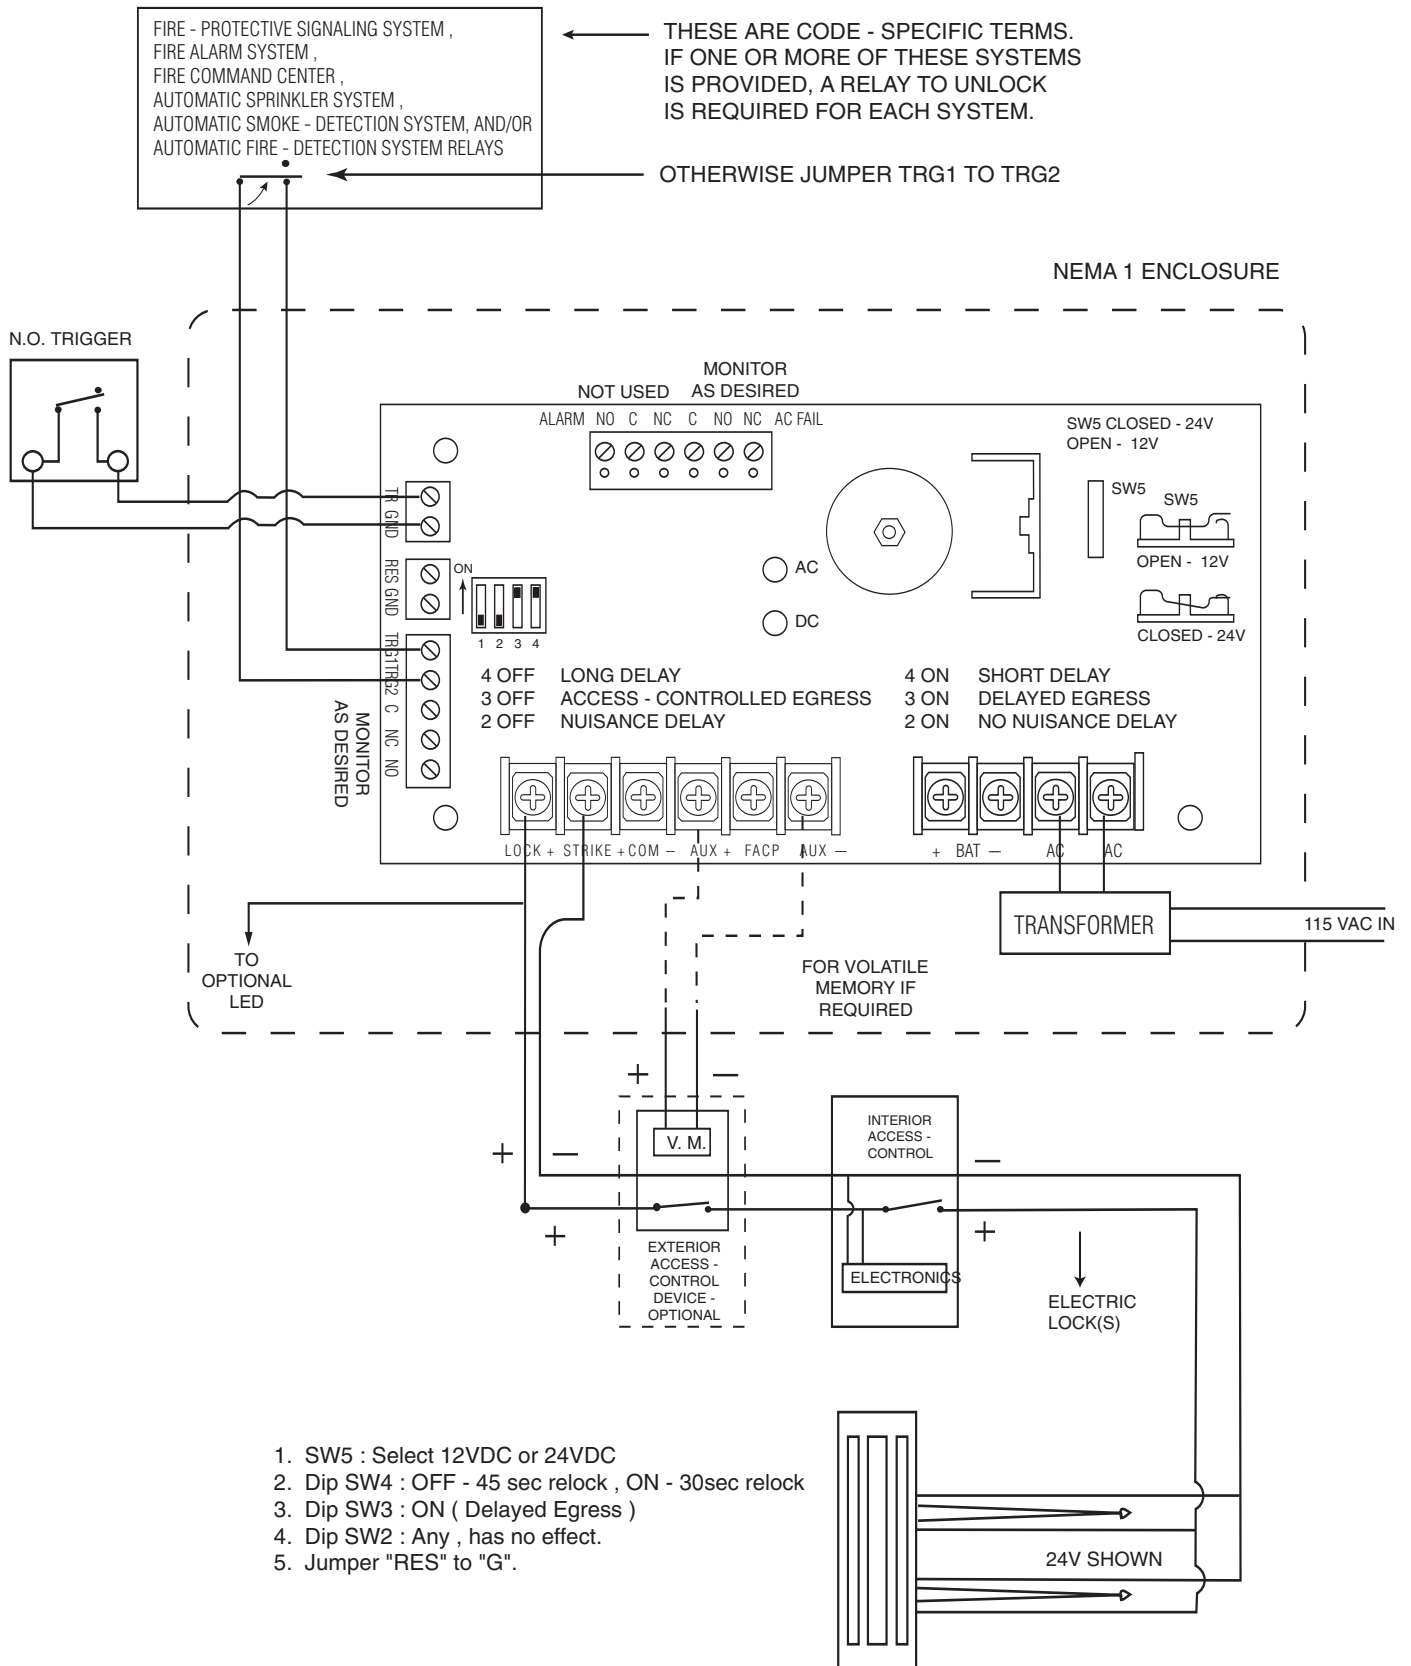 FIRE - PROTECTIVE SIGNALING SYSTEM ,
FIRE ALARM SYSTEM ,
FIRE COMMAND CENTER ,
AUTOMATIC SPRINKLER SYSTEM ,
AUTOMATIC SMOKE - DETECTION SYSTEM, AND/OR
AUTOMATIC FIRE - DETECTION SYSTEM RELAYS
THESE ARE CODE - SPECIFIC TERMS.
IF ONE OR MORE OF THESE SYSTEMS
IS PROVIDED, A RELAY TO UNLOCK
IS REQUIRED FOR EACH SYSTEM.
OTHERWISE JUMPER TRG1 TO TRG2
NEMA 1 ENCLOSURE
N.O. TRIGGER
NOT USED
MONITOR
AS DESIRED
ALARM NO C NC C NO NC AC FAIL
SW5 CLOSED - 24V
OPEN - 12V
SW5
SW5
OPEN - 12V
CLOSED - 24V
TR GND
RES GND
ON
1 2 3 4
AC
DC
TRG1 TRG2 C NC NO
MONITOR
AS DESIRED
4 OFF LONG DELAY
3 OFF ACCESS - CONTROLLED EGRESS
2 OFF NUISANCE DELAY
4 ON SHORT DELAY
3 ON DELAYED EGRESS
2 ON NO NUISANCE DELAY
LOCK + STRIKE + COM - AUX + FACP AUX -
+ BAT - AC AC
TRANSFORMER
115 VAC IN
TO
OPTIONAL
LED
FOR VOLATILE
MEMORY IF
REQUIRED
+ -
V. M.
+ -
+
EXTERIOR
ACCESS -
CONTROL
DEVICE -
OPTIONAL
INTERIOR
ACCESS -
CONTROL
-
+
ELECTRONICS
ELECTRIC
LOCK(S)
1. SW5 : Select 12VDC or 24VDC
2. Dip SW4 : OFF - 45 sec relock , ON - 30sec relock
3. Dip SW3 : ON ( Delayed Egress )
4. Dip SW2 : Any , has no effect.
5. Jumper "RES" to "G".
24V SHOWN